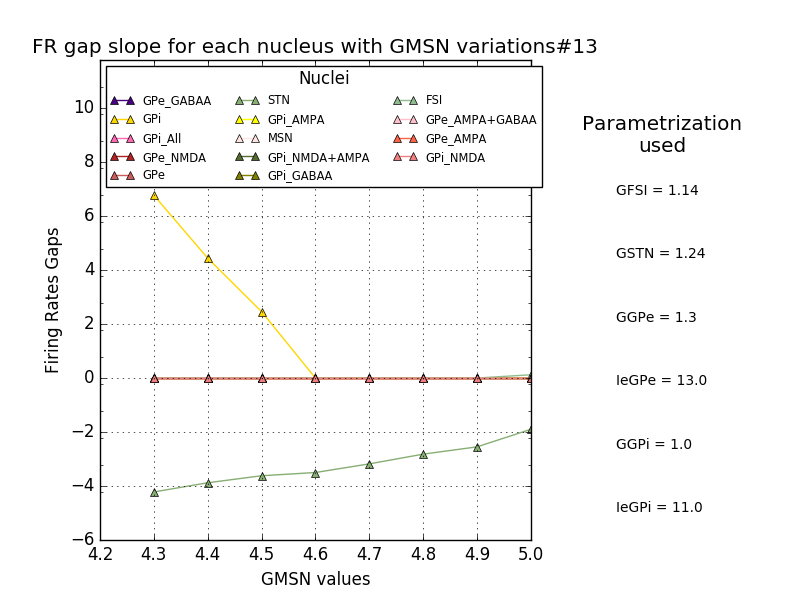 FR gap slope for each nucleus with GMSN variations#13
Nuclei
GPe_GABAA STN FSI
GPi GPi_AMPA GPe_AMPA+GABAA
GPi_All MSN GPe_AMPA
GPe_NMDA GPi_NMDA+AMPA GPi_NMDA
GPe GPi_GABAA
10
8
6
4
2
0
−2
−4
−6
Firing Rates Gaps
4.2 4.3 4.4 4.5 4.6 4.7 4.8 4.9 5.0
GMSN values
Parametrization
used
GFSI = 1.14
GSTN = 1.24
GGPe = 1.3
IeGPe = 13.0
GGPi = 1.0
IeGPi = 11.0